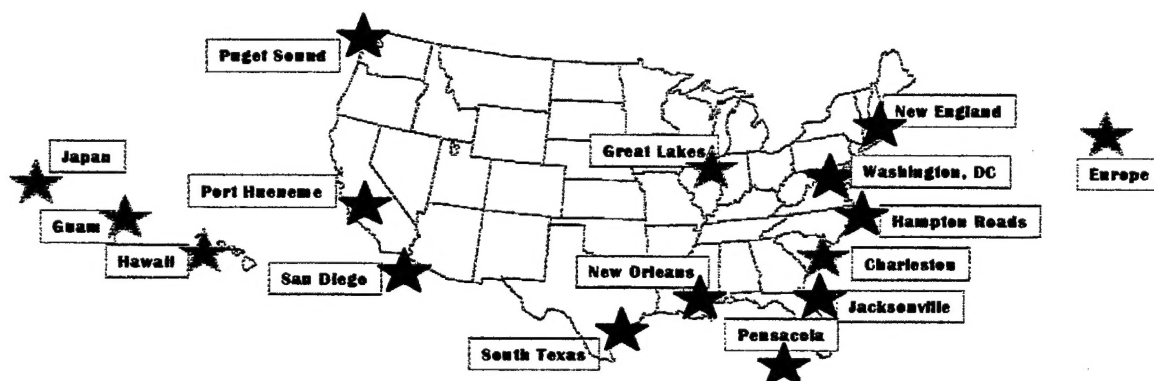 Puget Sound
New England
Great Lakes
Japan
Washington, DC
Europe
Port Hueneme
Guam
Hampton Roads
Hawaii
Charleston
New Orleans
San Diego
Jacksonville
Pensacola
South Texas